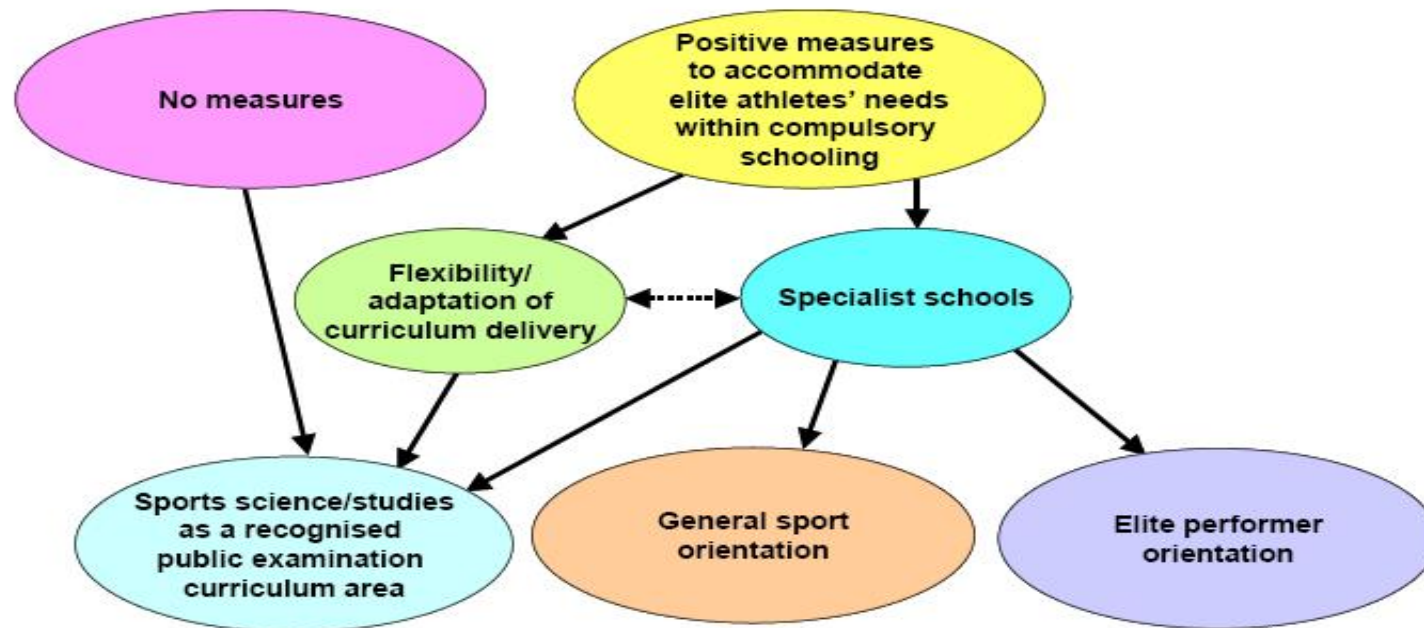 No measures
Positive measures
to accommodate
elite athletes’ needs
within compulsory
schooling
Flexibility/
adaptation of
curriculum delivery
Specialist schools
Sports science/studies
as a recognised
public examination
curriculum area
General sport
orientation
Elite performer
orientation